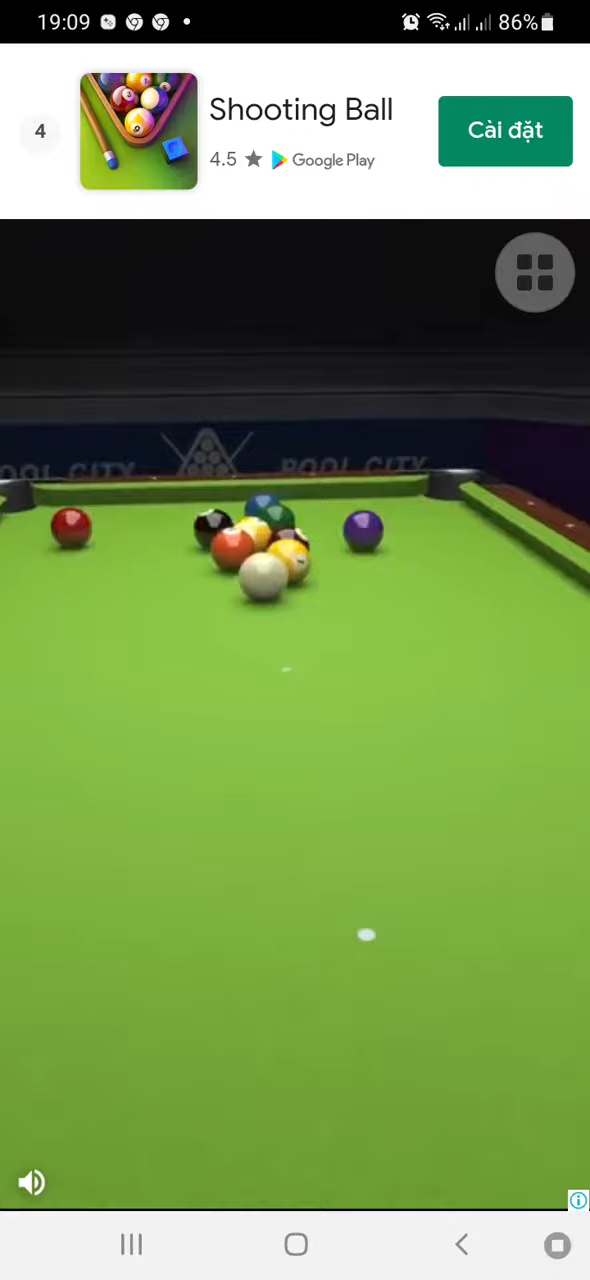 19:09
86%
4
Shooting Ball
4.5 ★ Google Play
Cài đặt
POOL CITY
POOL CITY